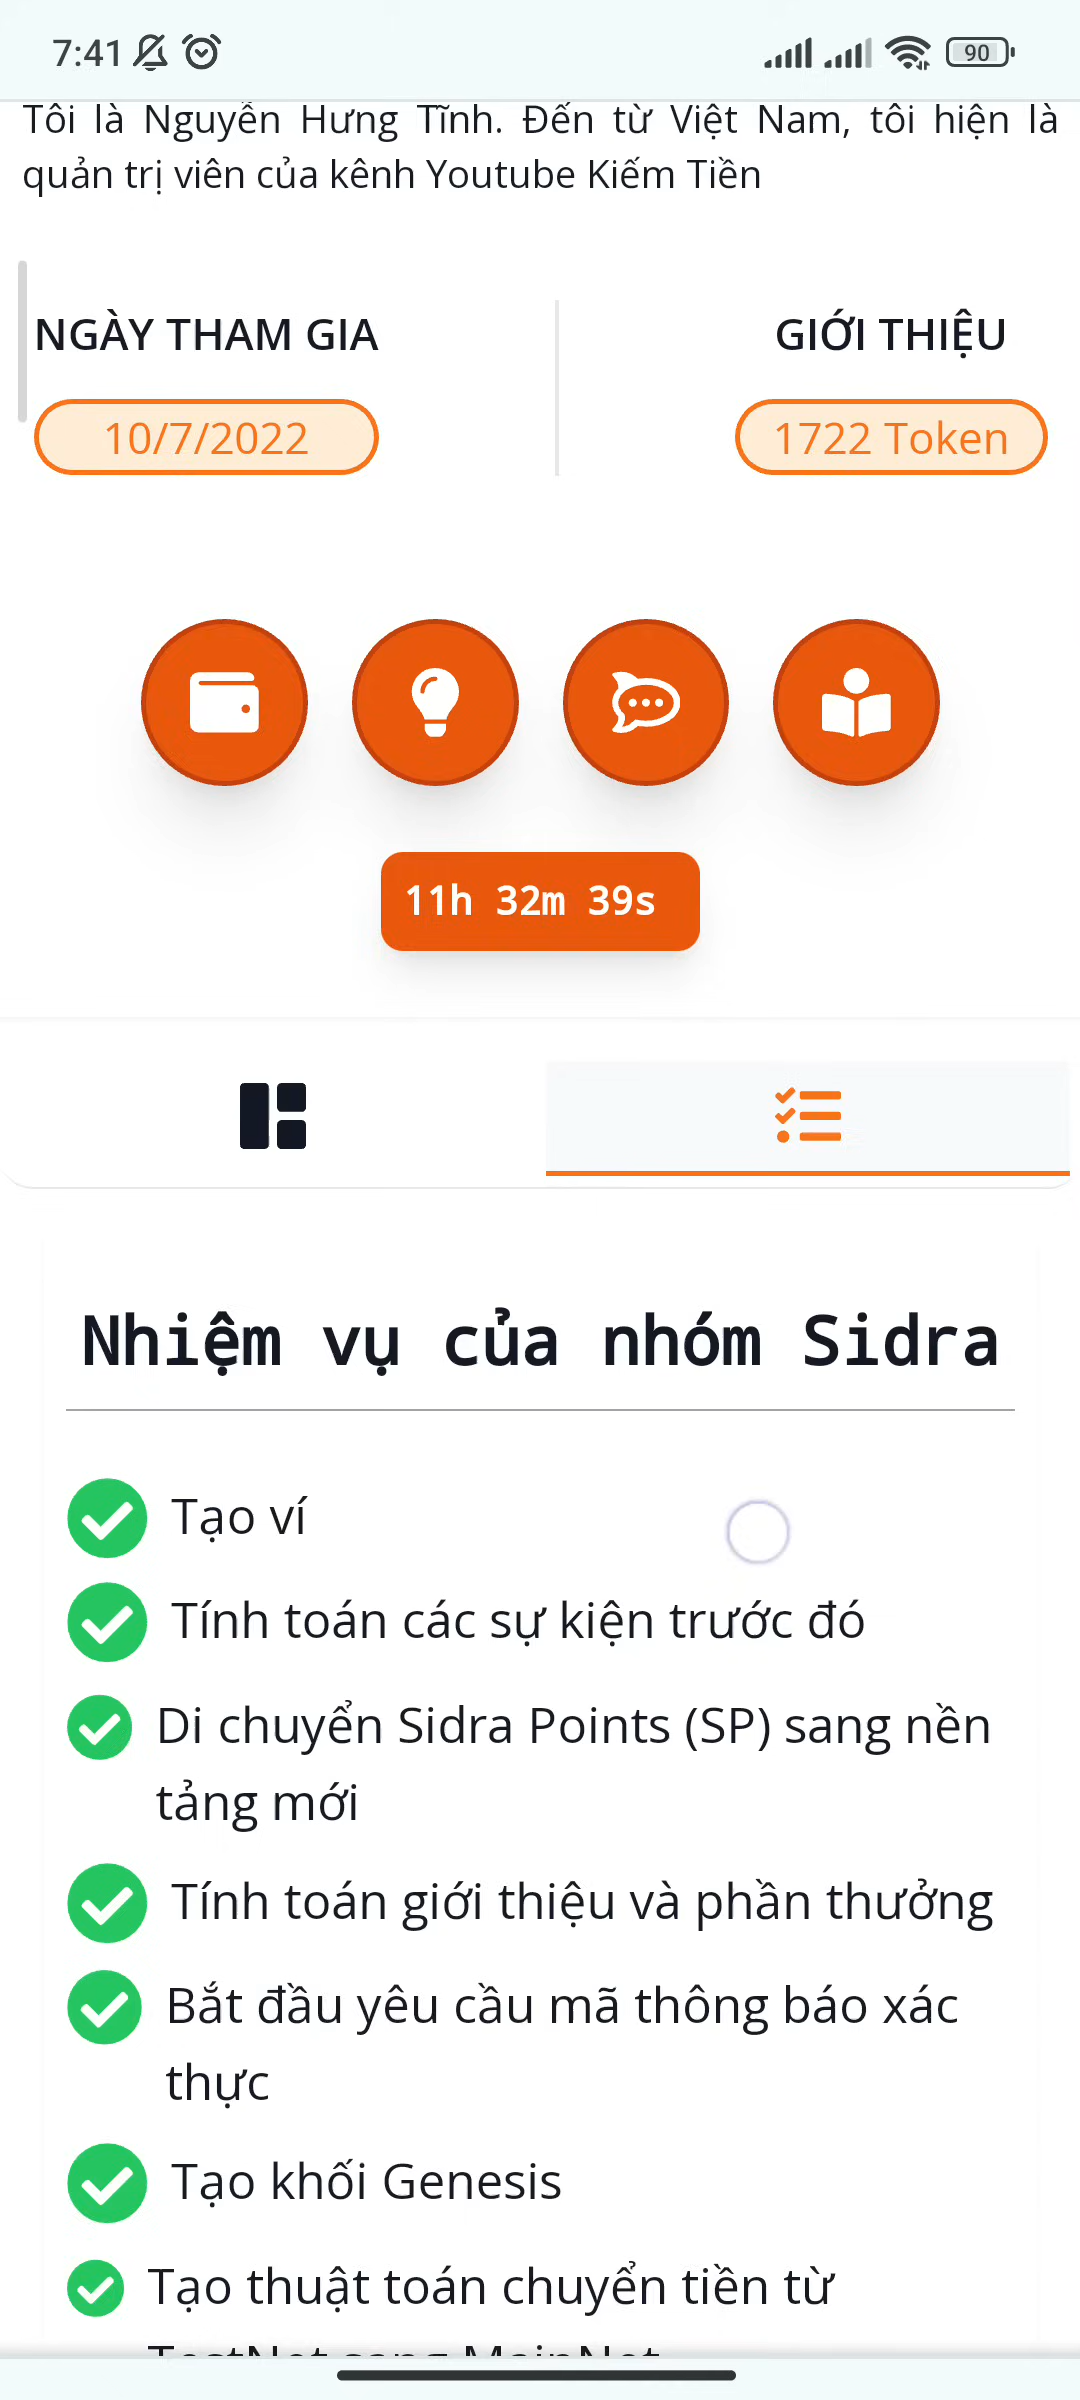 7:41
90
Tôi là Nguyễn Hưng Tĩnh. Đến từ Việt Nam, tôi hiện là
quản trị viên của kênh Youtube Kiếm Tiền
NGÀY THAM GIA
10/7/2022
GIỚI THIỆU
1722 Token
11h 32m 39s
Nhiệm vụ của nhóm Sidra
Tạo ví
Tính toán các sự kiện trước đó
Di chuyển Sidra Points (SP) sang nền
tảng mới
Tính toán giới thiệu và phần thưởng
Bắt đầu yêu cầu mã thông báo xác
thực
Tạo khối Genesis
Tạo thuật toán chuyển tiền từ
TestNet sang MainNet